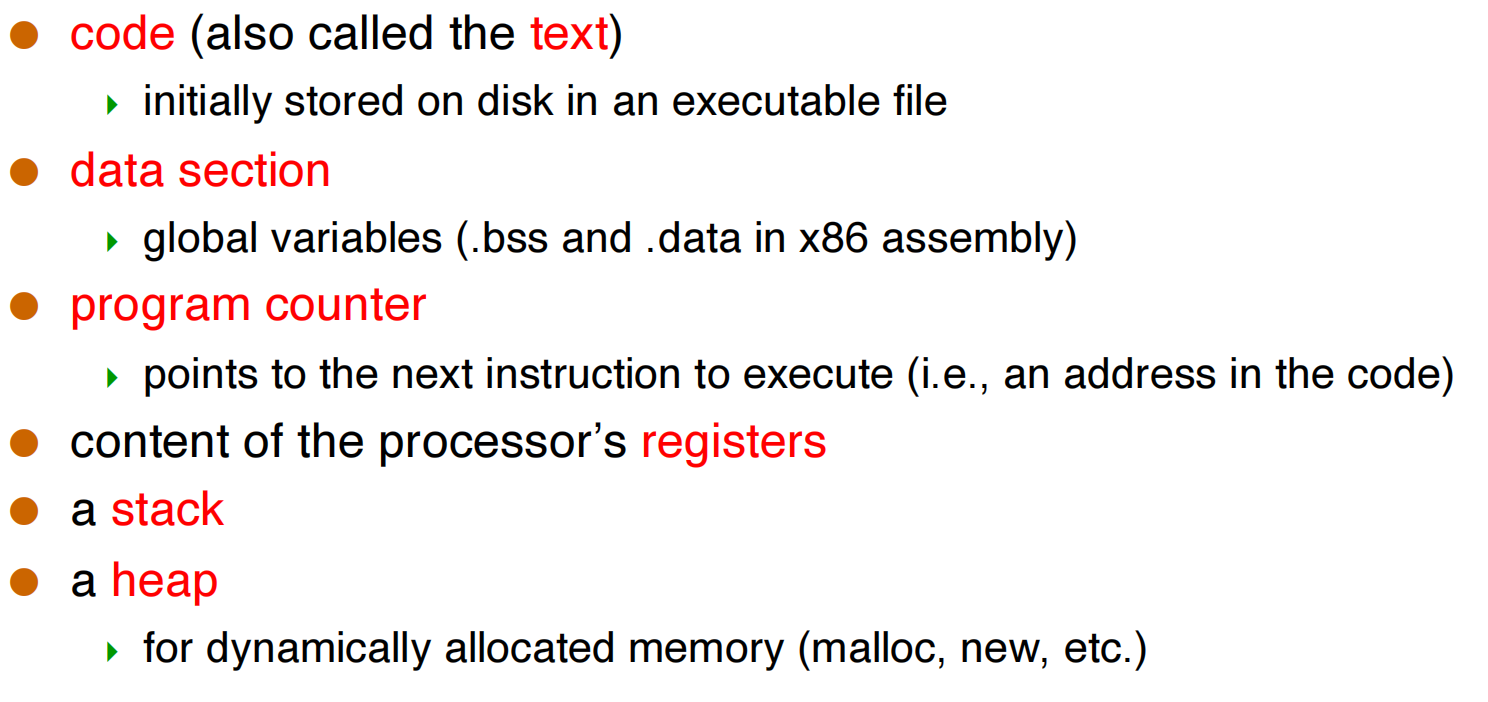 code (also called the text)
initially stored on disk in an executable file
data section
global variables (.bss and .data in x86 assembly)
program counter
points to the next instruction to execute (i.e., an address in the code)
content of the processor’s registers
a stack
a heap
for dynamically allocated memory (malloc, new, etc.)